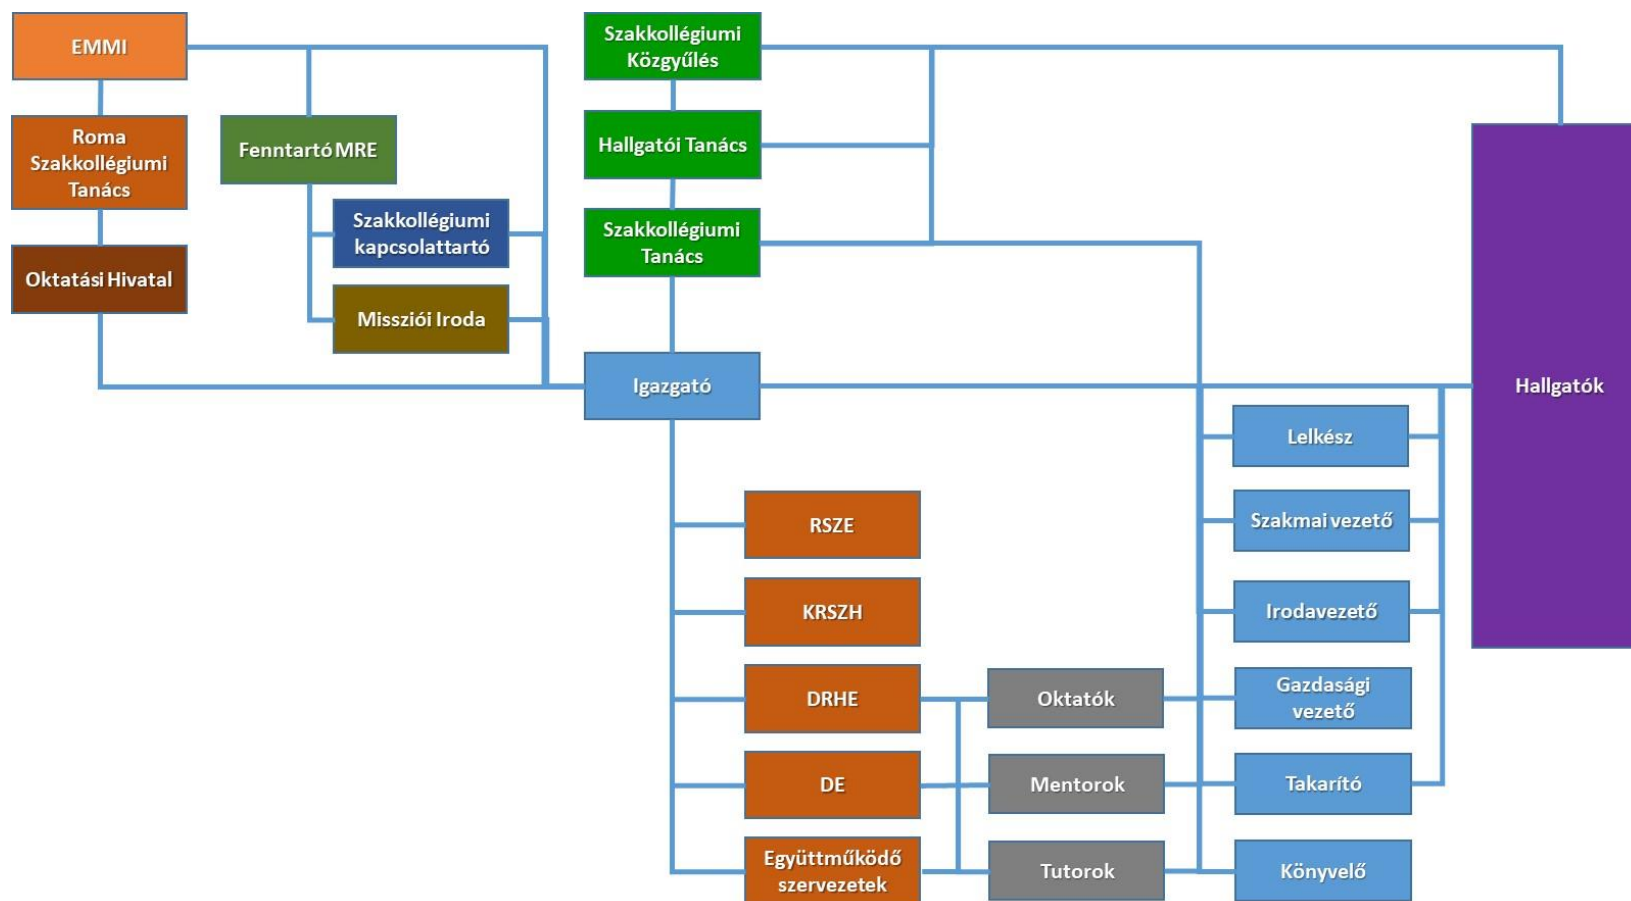 EMMI
Roma
Szakkollégiumi
Tanács
Oktatási Hivatal
Fenntartó MRE
Szakkollégiumi
kapcsolattartó
Missziói Iroda
Szakkollégiumi
Közgyűlés
Hallgatói Tanács
Szakkollégiumi
Tanács
Igazgató
RSZE
KRSZH
DRHE
DE
Együttműködő
szervezetek
Oktatók
Mentorok
Tutorok
Lelkész
Szakmai vezető
Irodavezető
Gazdasági
vezető
Takarító
Könyvelő
Hallgatók